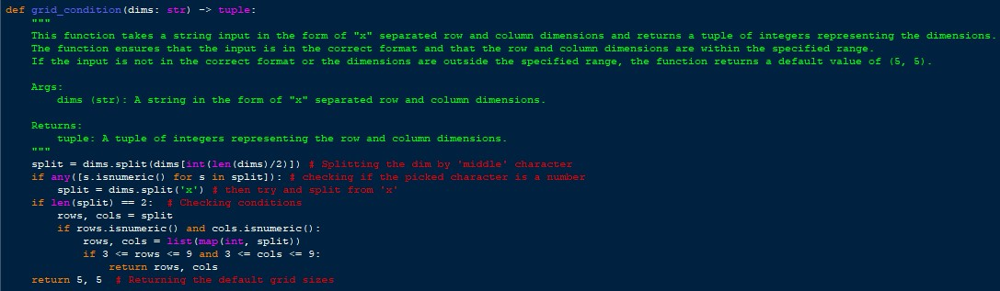 def grid_condition(dims: str) -> tuple:
    """
    This function takes a string input in the form of "x" separated row and column dimensions and returns a tuple of integers representing the dimensions.
    The function ensures that the input is in the correct format and that the row and column dimensions are within the specified range.
    If the input is not in the correct format or the dimensions are outside the specified range, the function returns a default value of (5, 5).

    Args:
        dims (str): A string in the form of "x" separated row and column dimensions.

    Returns:
        tuple: A tuple of integers representing the row and column dimensions.
    """
    split = dims.split(dims[int(len(dims)/2)]) # Splitting the dim by 'middle' character
    if any([s.isnumeric() for s in split]): # checking if the picked character is a number
        split = dims.split('x') # then try and split from 'x'
    if len(split) == 2:  # Checking conditions
        rows, cols = split
        if rows.isnumeric() and cols.isnumeric():
            rows, cols = list(map(int, split))
            if 3 <= rows <= 9 and 3 <= cols <= 9:
                return rows, cols
    return 5, 5  # Returning the default grid sizes